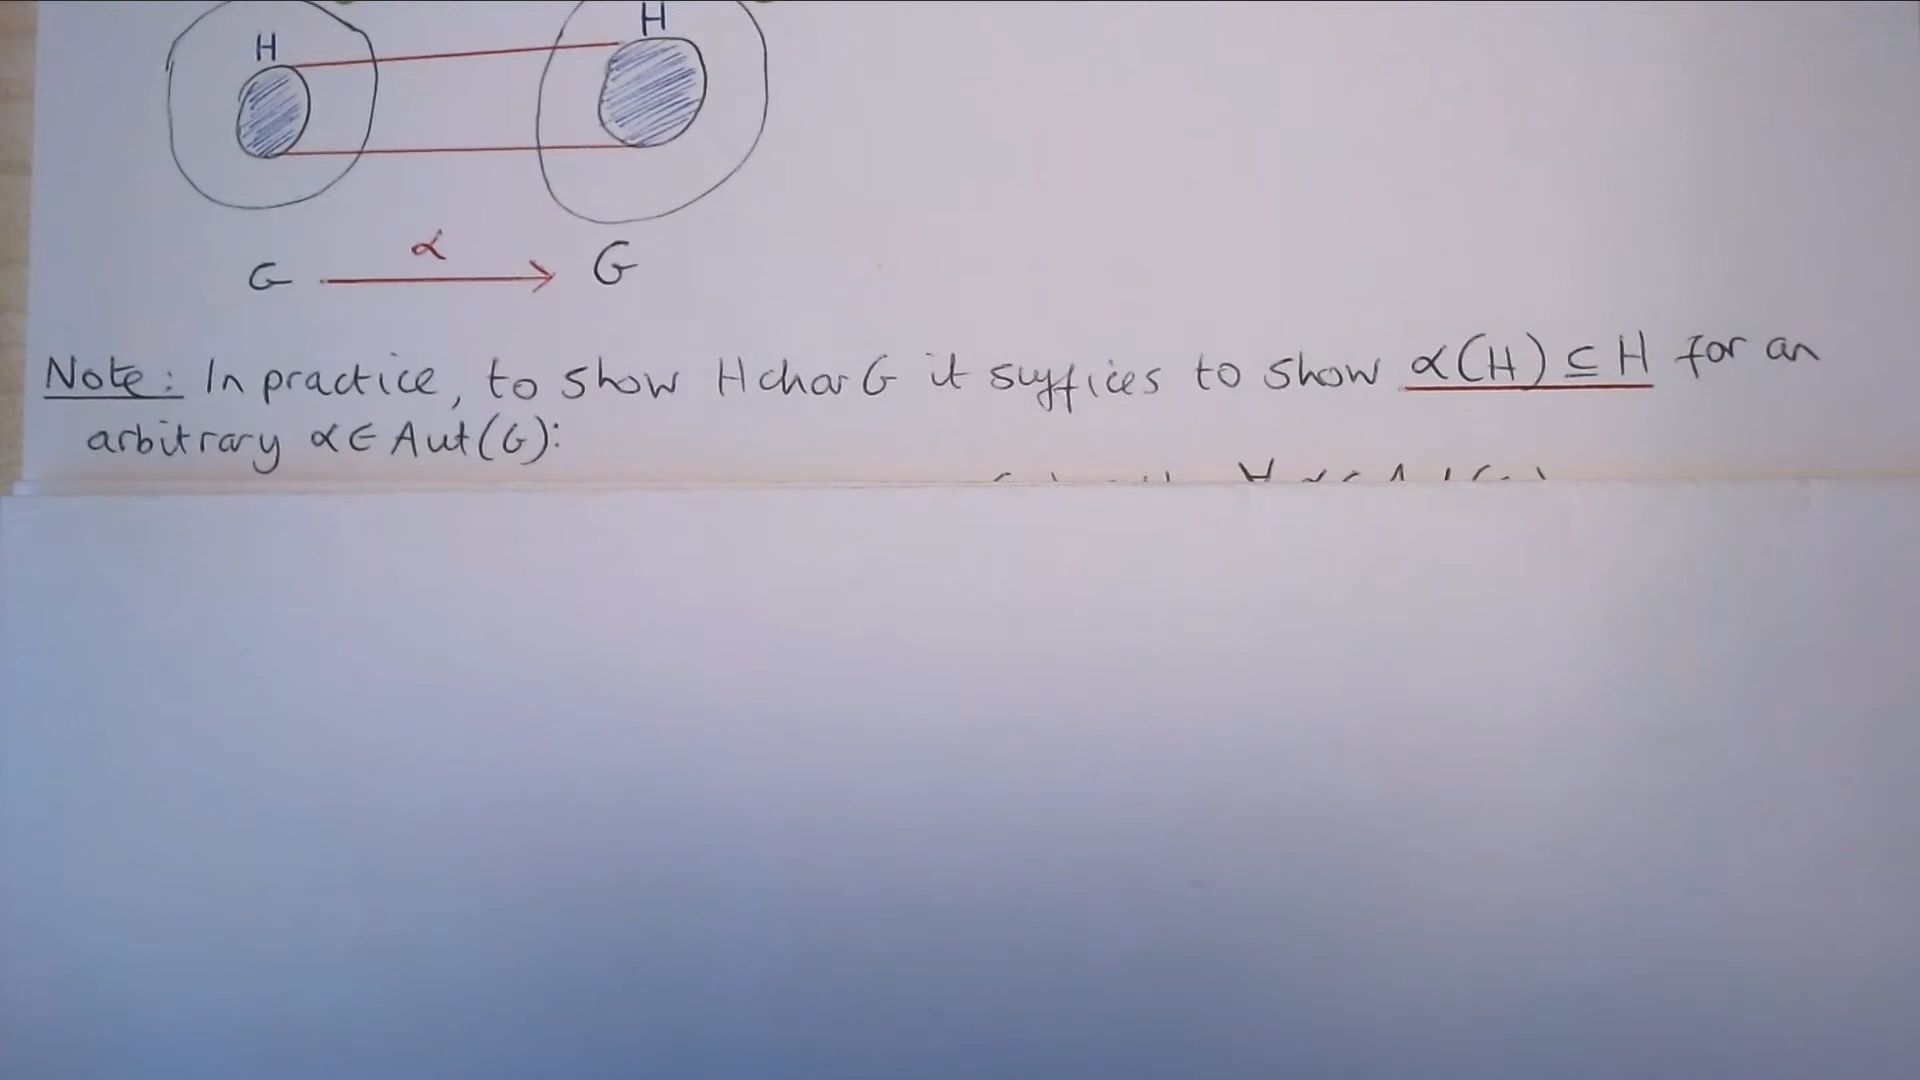 H H
α
G G
Note: In practice, to show H char G it suffices to show α(H) ⊆ H for an
arbitrary α ∈ Aut(G):